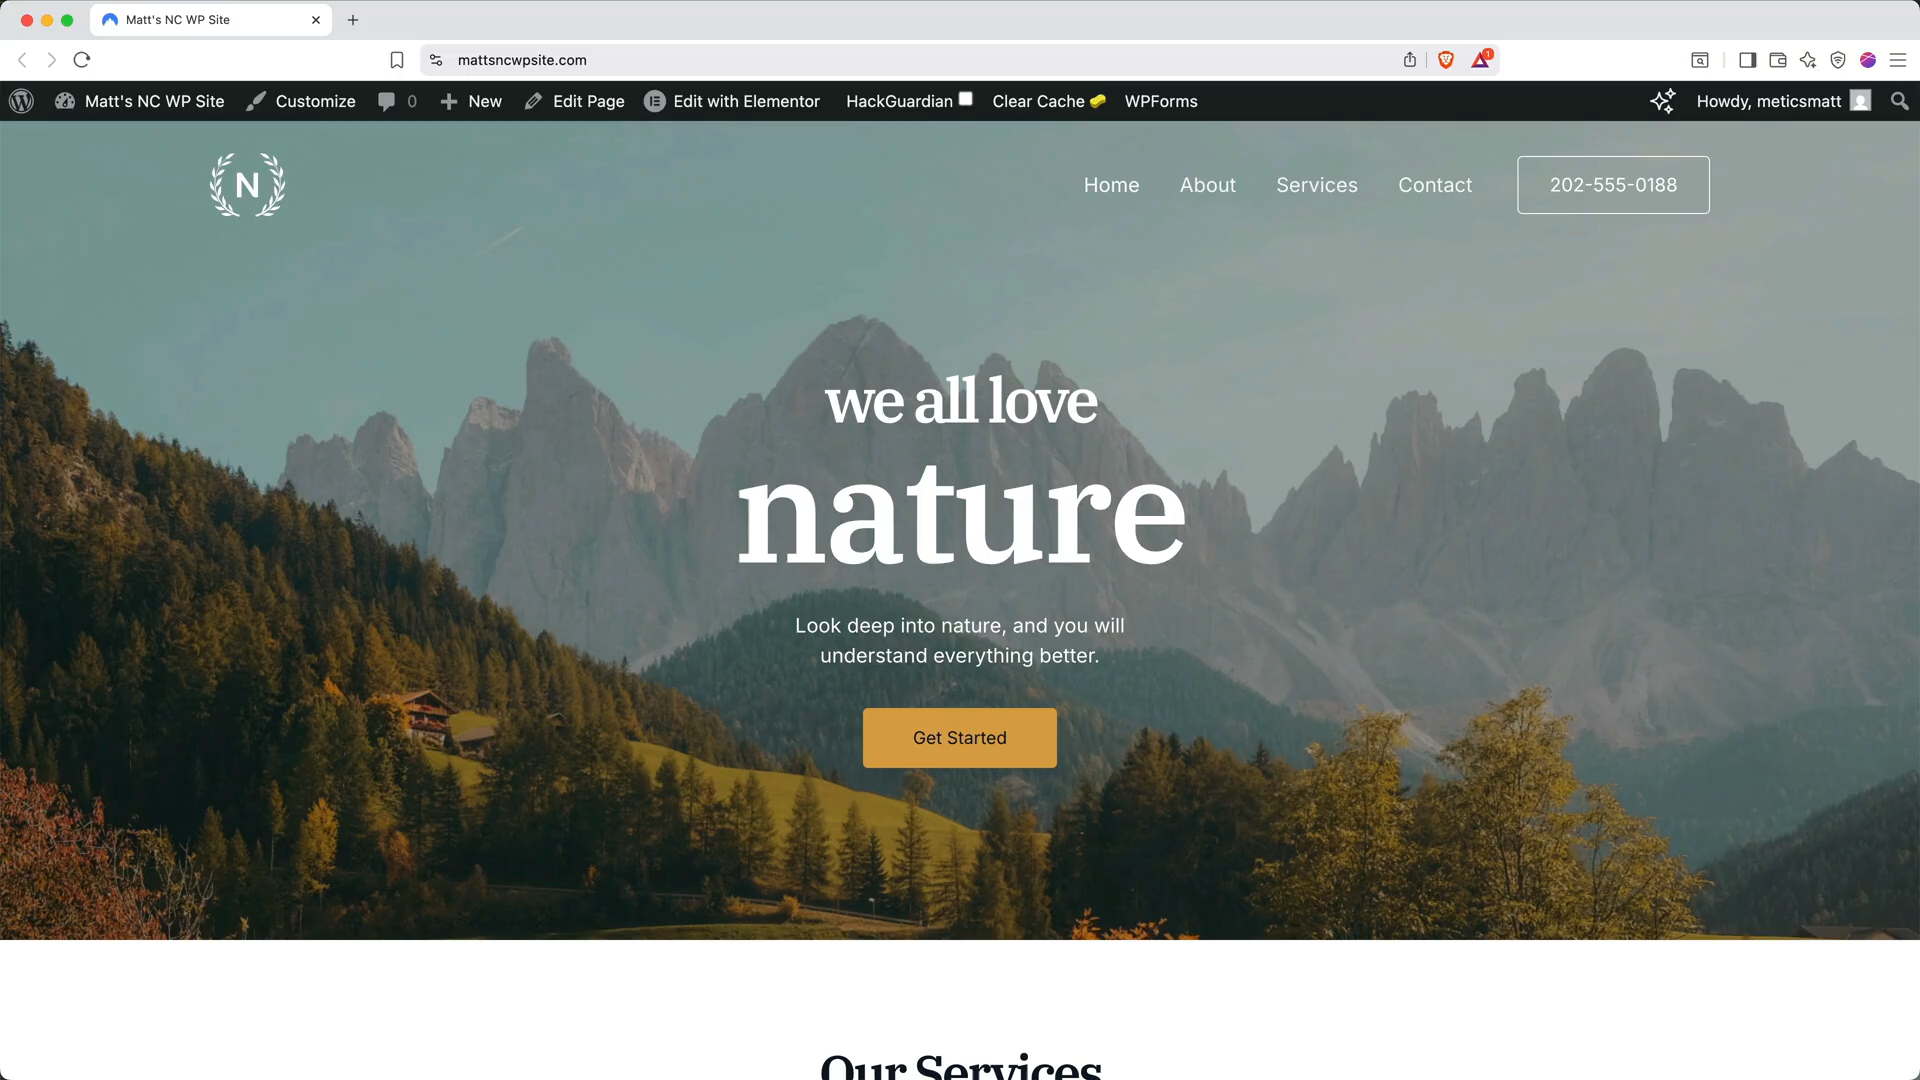 Matt's NC WP Site
mattsncwpsite.com
1
Matt's NC WP Site Customize 0 New Edit Page Edit with Elementor HackGuardian Clear Cache WPForms Howdy, meticsmatt
N
Home About Services Contact 202-555-0188
we all love
nature
Look deep into nature, and you will
understand everything better.
Get Started
Our Services